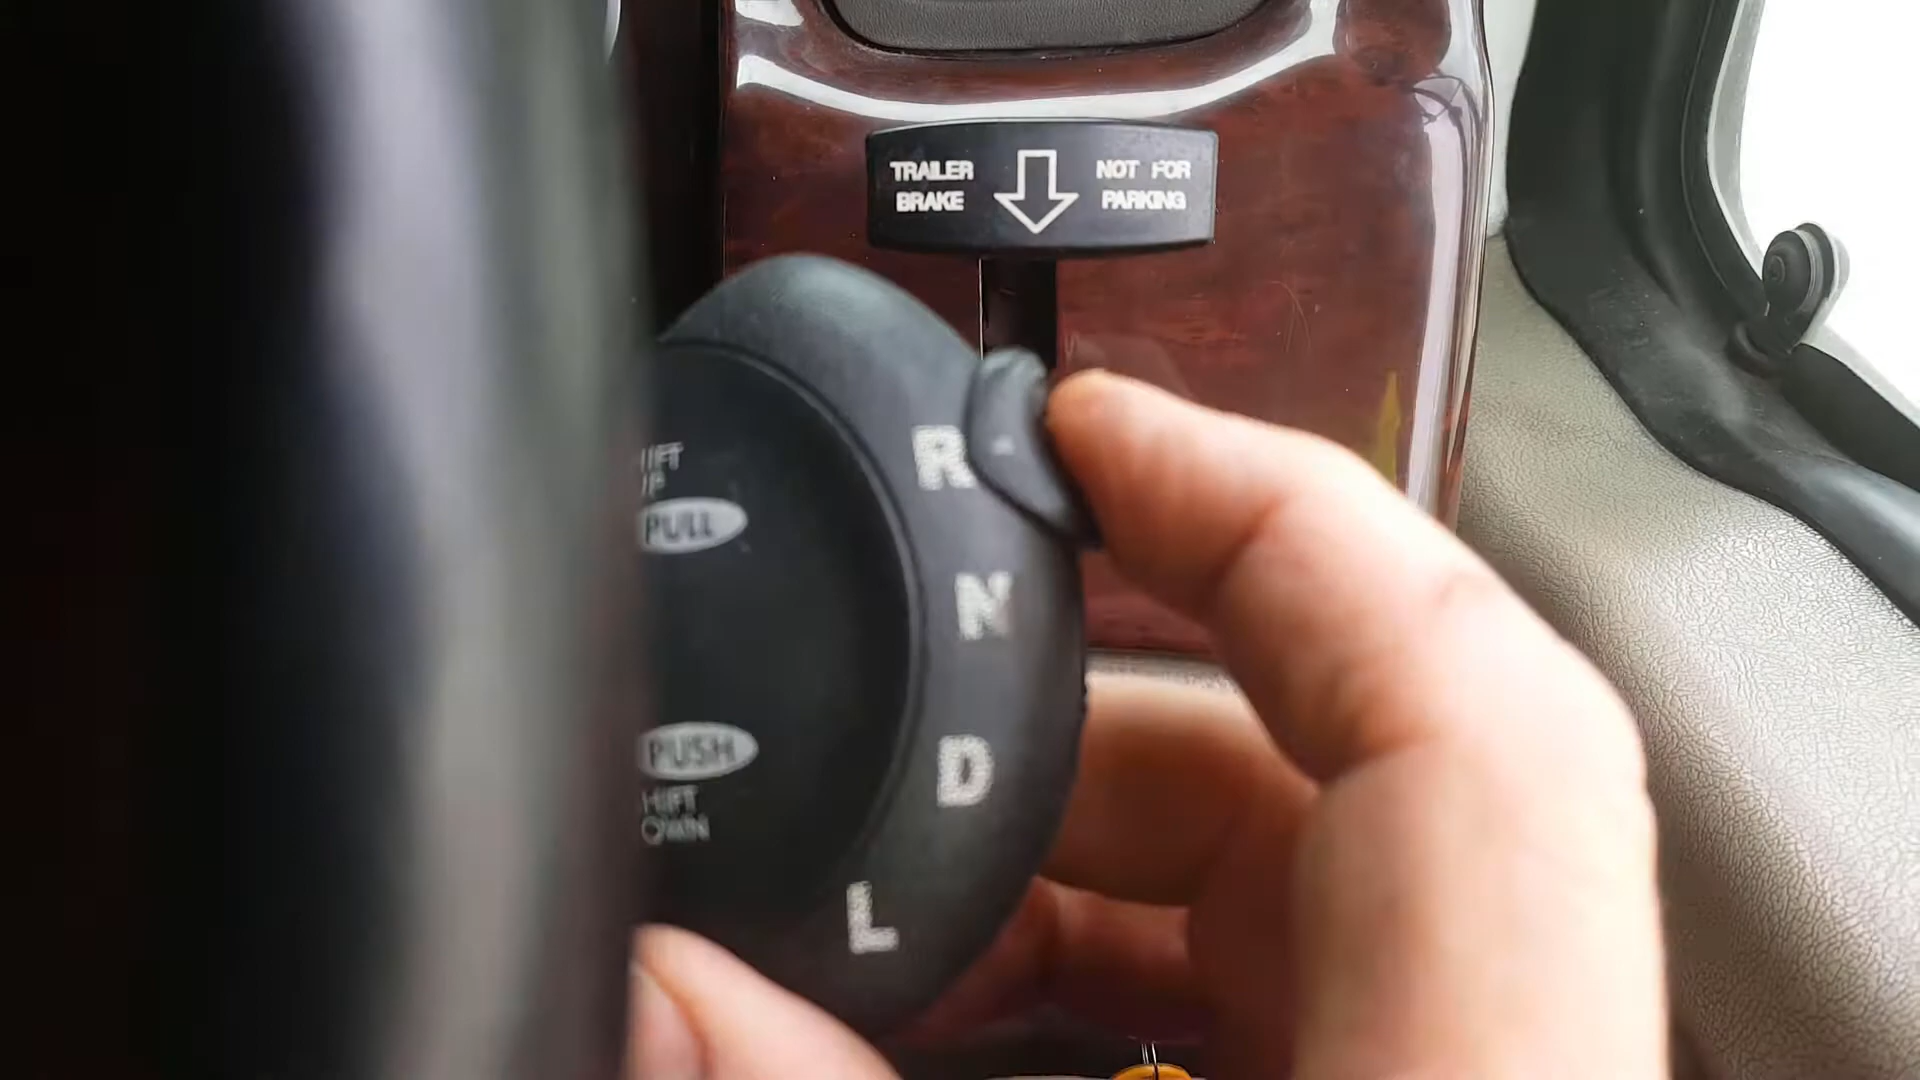 TRAILER
BRAKE
NOT FOR
PARKING
R
PULL
N
PUSH
D
L